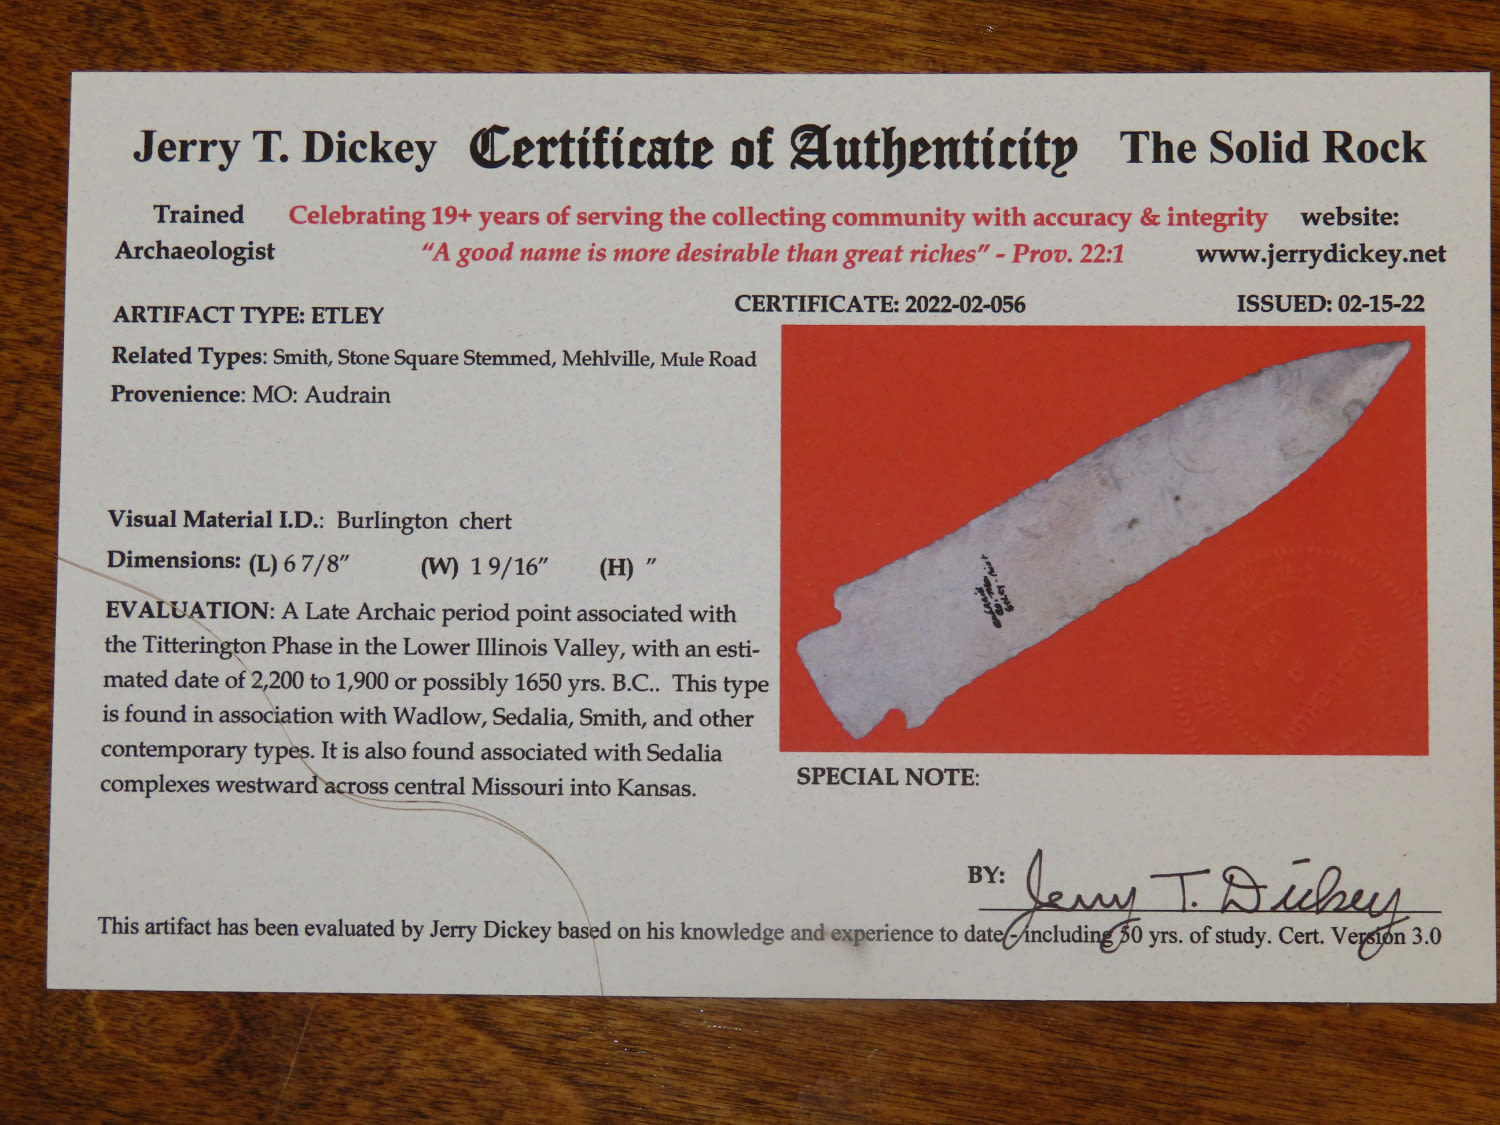 Jerry T. Dickey Certificate of Authenticity The Solid Rock
Trained Archaeologist
Celebrating 19+ years of serving the collecting community with accuracy & integrity
"A good name is more desirable than great riches" - Prov. 22:1
website:
www.jerrydickey.net
ARTIFACT TYPE: ETLEY
CERTIFICATE: 2022-02-056
ISSUED: 02-15-22
Related Types: Smith, Stone Square Stemmed, Mehlville, Mule Road
Provenience: MO: Audrain
Visual Material I.D.: Burlington chert
Dimensions: (L) 6 7/8" (W) 1 9/16" (H) "
EVALUATION: A Late Archaic period point associated with
the Titterington Phase in the Lower Illinois Valley, with an esti-
mated date of 2,200 to 1,900 or possibly 1650 yrs. B.C.. This type
is found in association with Wadlow, Sedalia, Smith, and other
contemporary types. It is also found associated with Sedalia
complexes westward across central Missouri into Kansas.
SPECIAL NOTE:
BY: Jerry T. Dickey
This artifact has been evaluated by Jerry Dickey based on his knowledge and experience to date - including 50 yrs. of study. Cert. Version 3.0